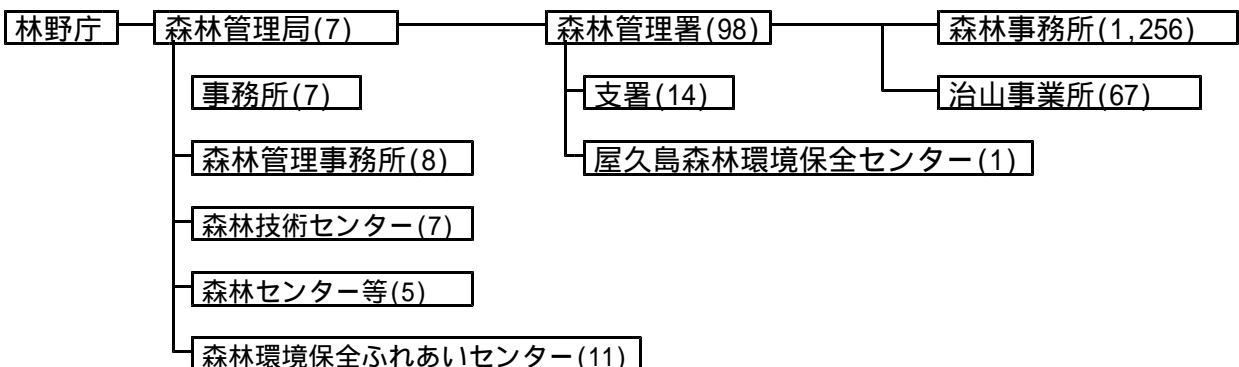 林野庁 森林管理局(7) 森林管理署(98) 森林事務所(1,256)
事務所(7) 支署(14) 治山事業所(67)
森林管理事務所(8) 屋久島森林環境保全センター(1)
森林技術センター(7)
森林センター等(5)
森林環境保全ふれあいセンター(11)